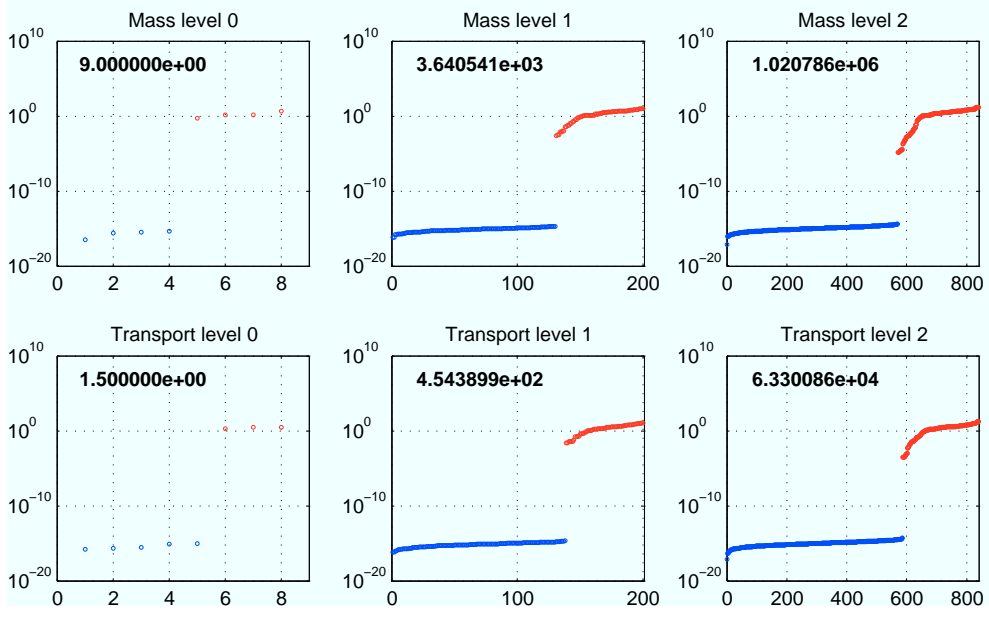 Mass level 0
Mass level 1
Mass level 2
10^10
10^0
10^-10
10^-20
9.000000e+00
0 2 4 6 8
10^10
10^0
10^-10
10^-20
3.640541e+03
0 100 200
10^10
10^0
10^-10
10^-20
1.020786e+06
0 200 400 600 800
Transport level 0
Transport level 1
Transport level 2
10^10
10^0
10^-10
10^-20
1.500000e+00
0 2 4 6 8
10^10
10^0
10^-10
10^-20
4.543899e+02
0 100 200
10^10
10^0
10^-10
10^-20
6.330086e+04
0 200 400 600 800